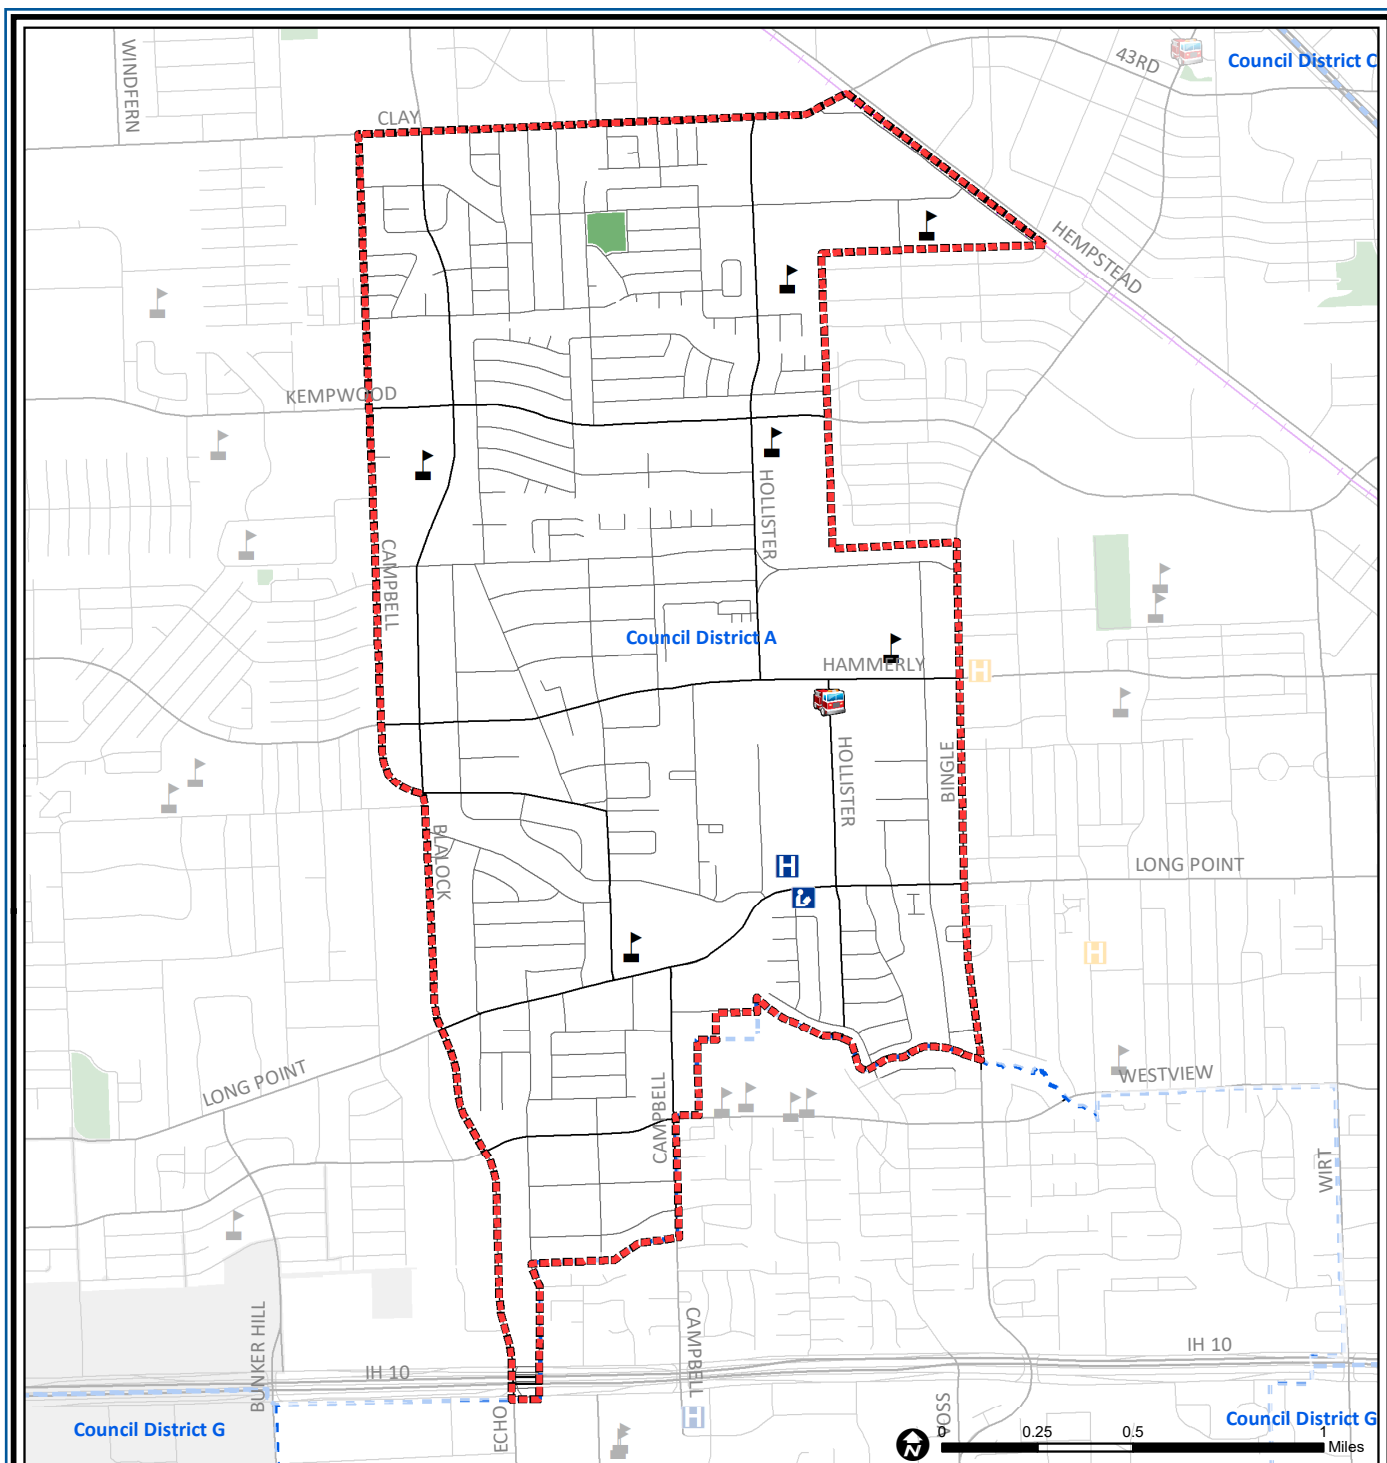 WINDFERN
43RD
Council District C
CLAY
HEMPSTEAD
KEMPWOOD
HOLLISTER
CAMPBELL
Council District A
HAMMERLY
H
HOLLISTER
BINGLE
BLALOCK
H
LONG POINT
H
LONG POINT
CAMPBELL
WESTVIEW
WIRT
BUNKER HILL
CAMPBELL
IH 10
IH 10
ECHO
H
VOSS
Council District G
Council District G
N
0 0.25 0.5 1
Miles